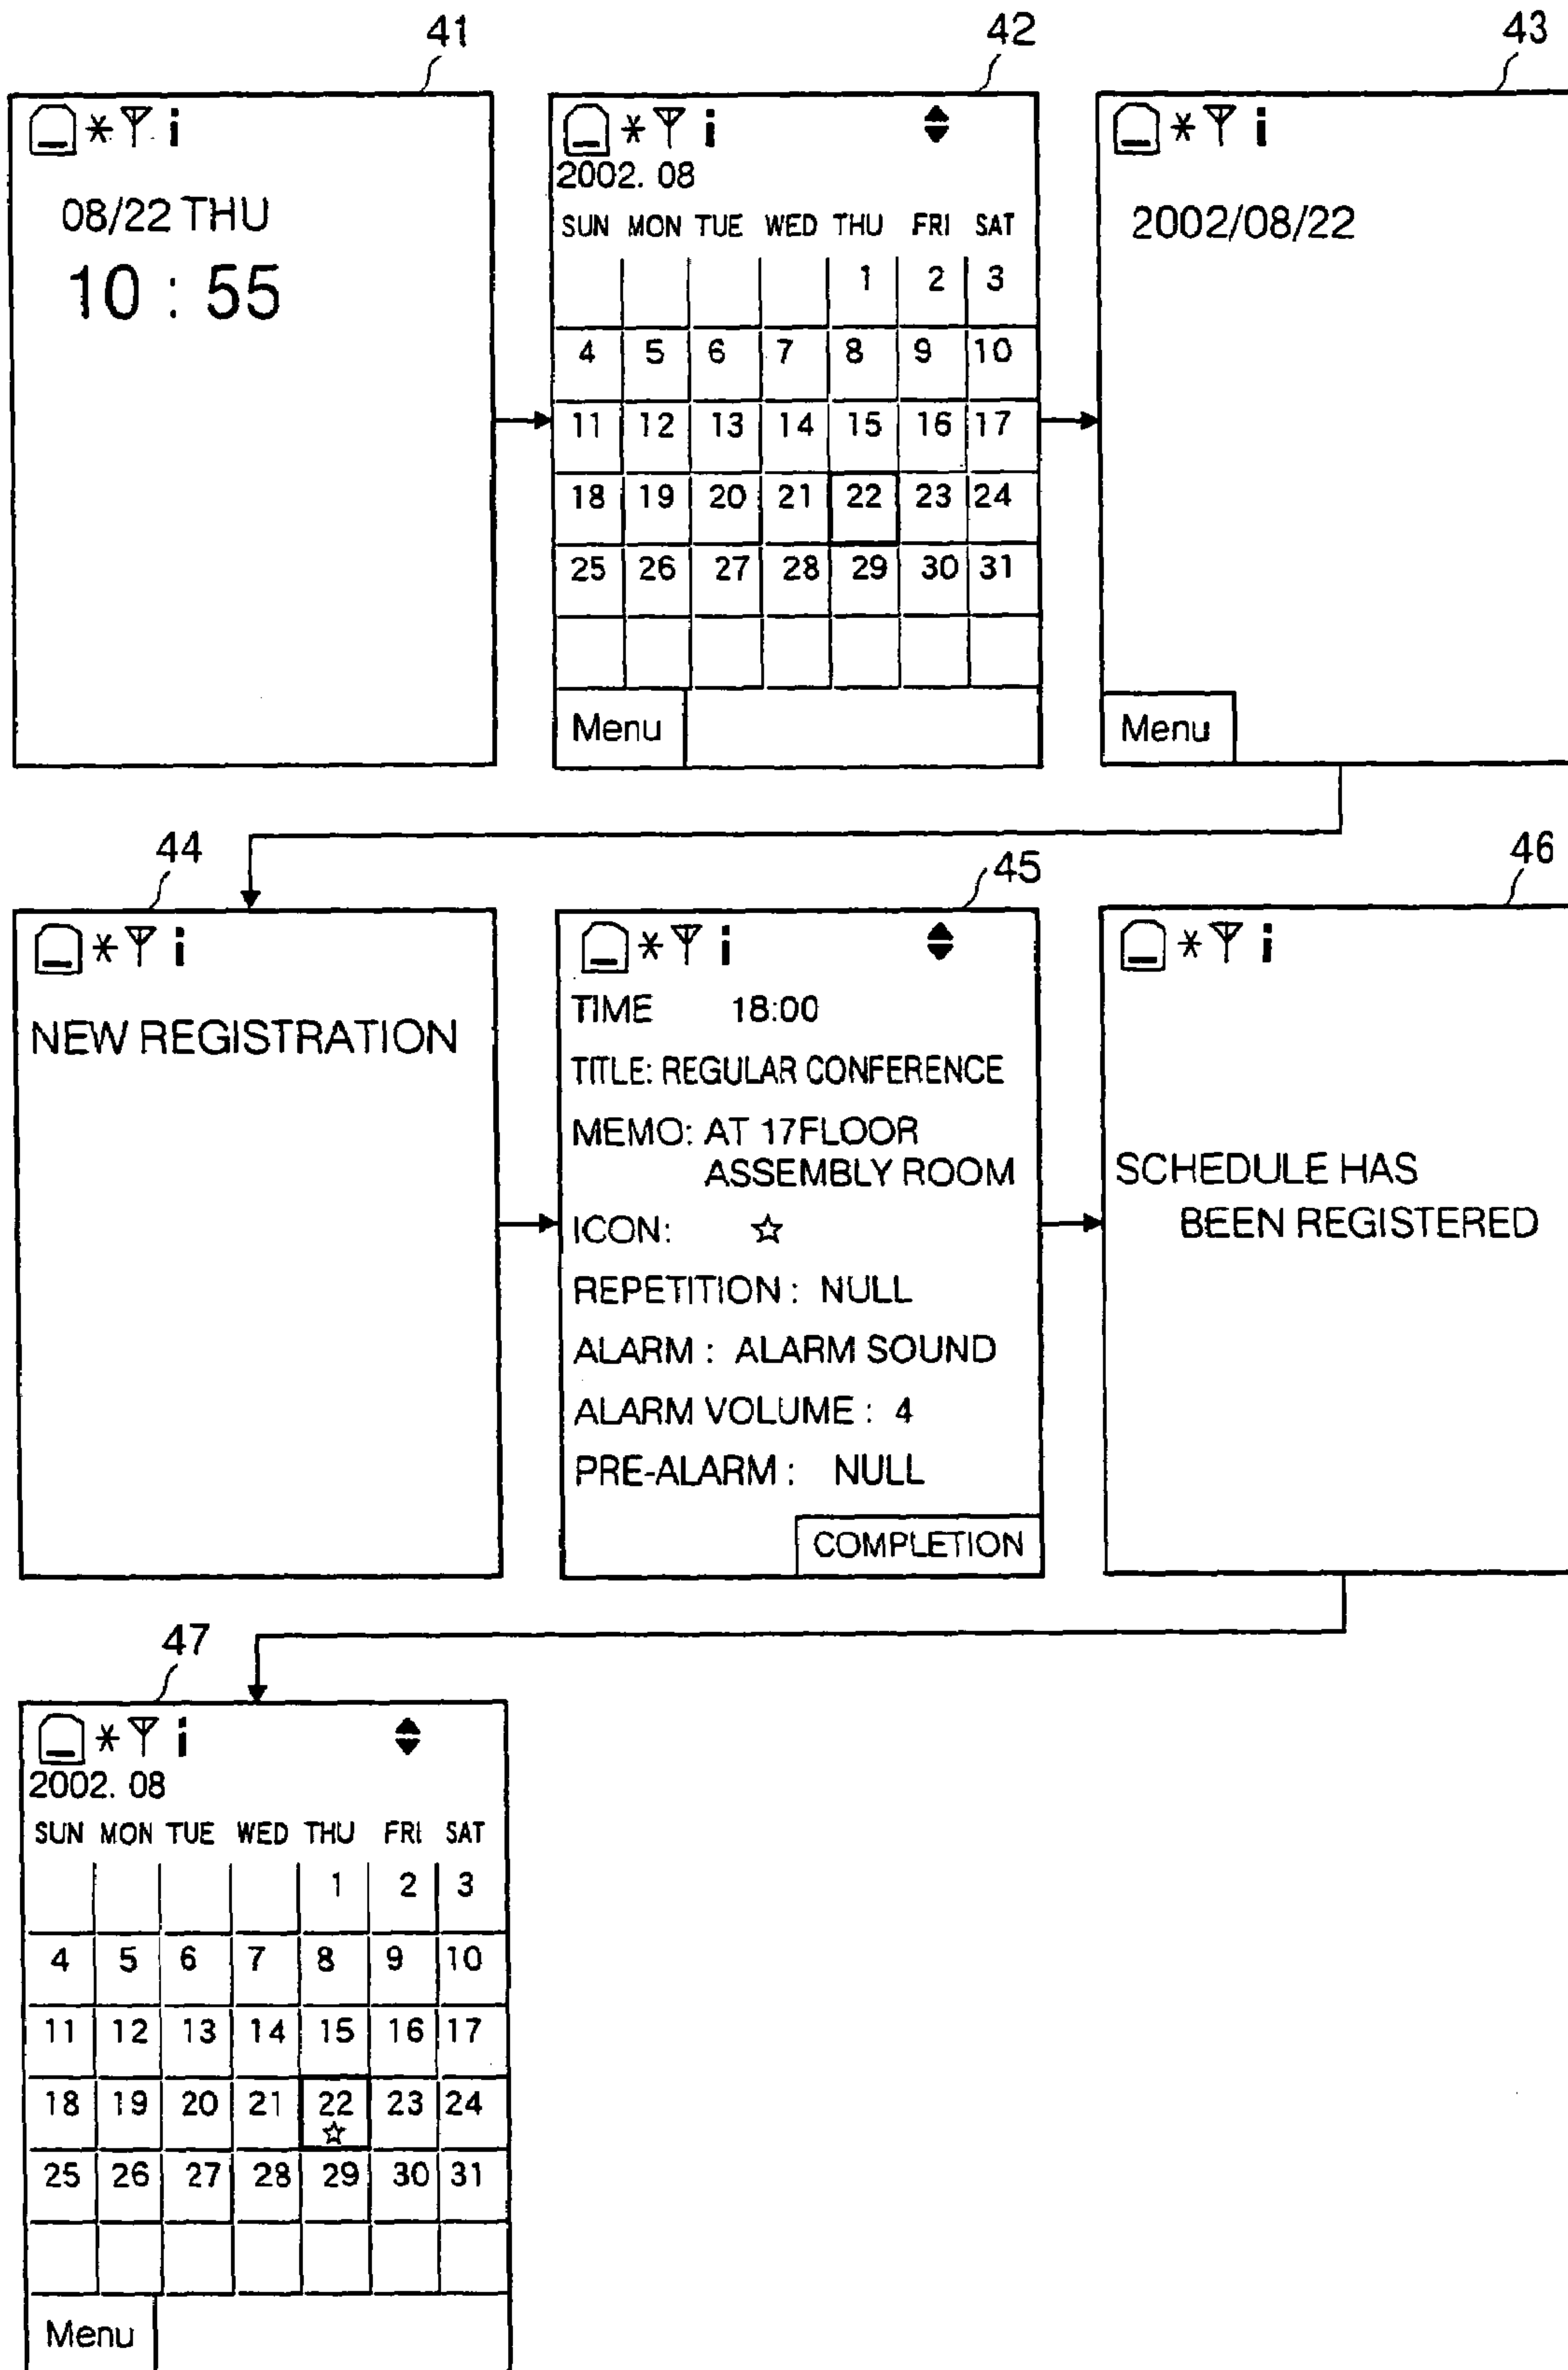 41
08/22 THU
10 : 55
42
2002. 08
SUN MON TUE WED THU FRI SAT
1 2 3
4 5 6 7 8 9 10
11 12 13 14 15 16 17
18 19 20 21 22 23 24
25 26 27 28 29 30 31
Menu
43
2002/08/22
Menu
44
NEW REGISTRATION
45
TIME 18:00
TITLE: REGULAR CONFERENCE
MEMO: AT 17FLOOR
ASSEMBLY ROOM
ICON: ☆
REPETITION : NULL
ALARM : ALARM SOUND
ALARM VOLUME : 4
PRE-ALARM : NULL
COMPLETION
46
SCHEDULE HAS
BEEN REGISTERED
47
2002. 08
SUN MON TUE WED THU FRI SAT
1 2 3
4 5 6 7 8 9 10
11 12 13 14 15 16 17
18 19 20 21 22 23 24
☆
25 26 27 28 29 30 31
Menu